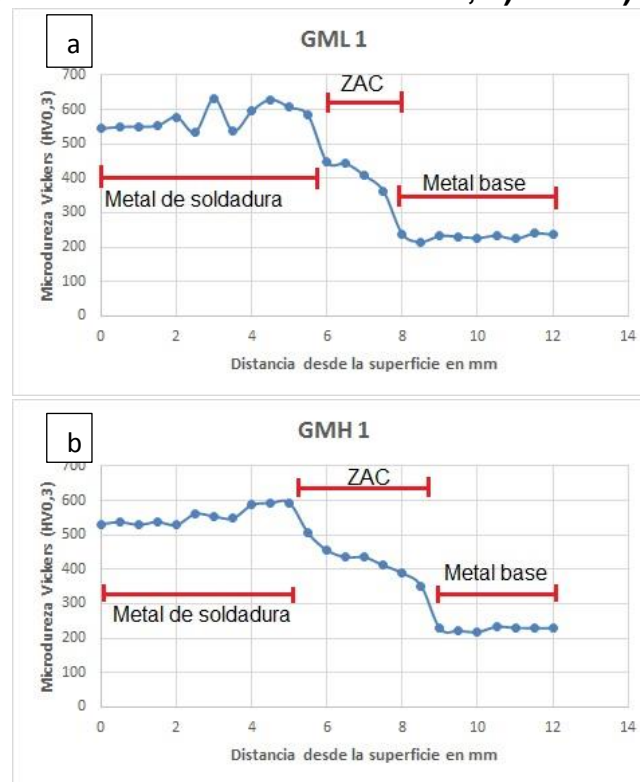 a
GML 1
700
600
500
400
300
200
100
0
Microdureza Vickers (HV0,3)
ZAC
Metal de soldadura
Metal base
0 2 4 6 8 10 12 14
Distancia desde la superficie en mm
b
GMH 1
700
600
500
400
300
200
100
0
Microdureza Vickers (HV0,3)
ZAC
Metal base
Metal de soldadura
0 2 4 6 8 10 12 14
Distancia desde la superficie en mm